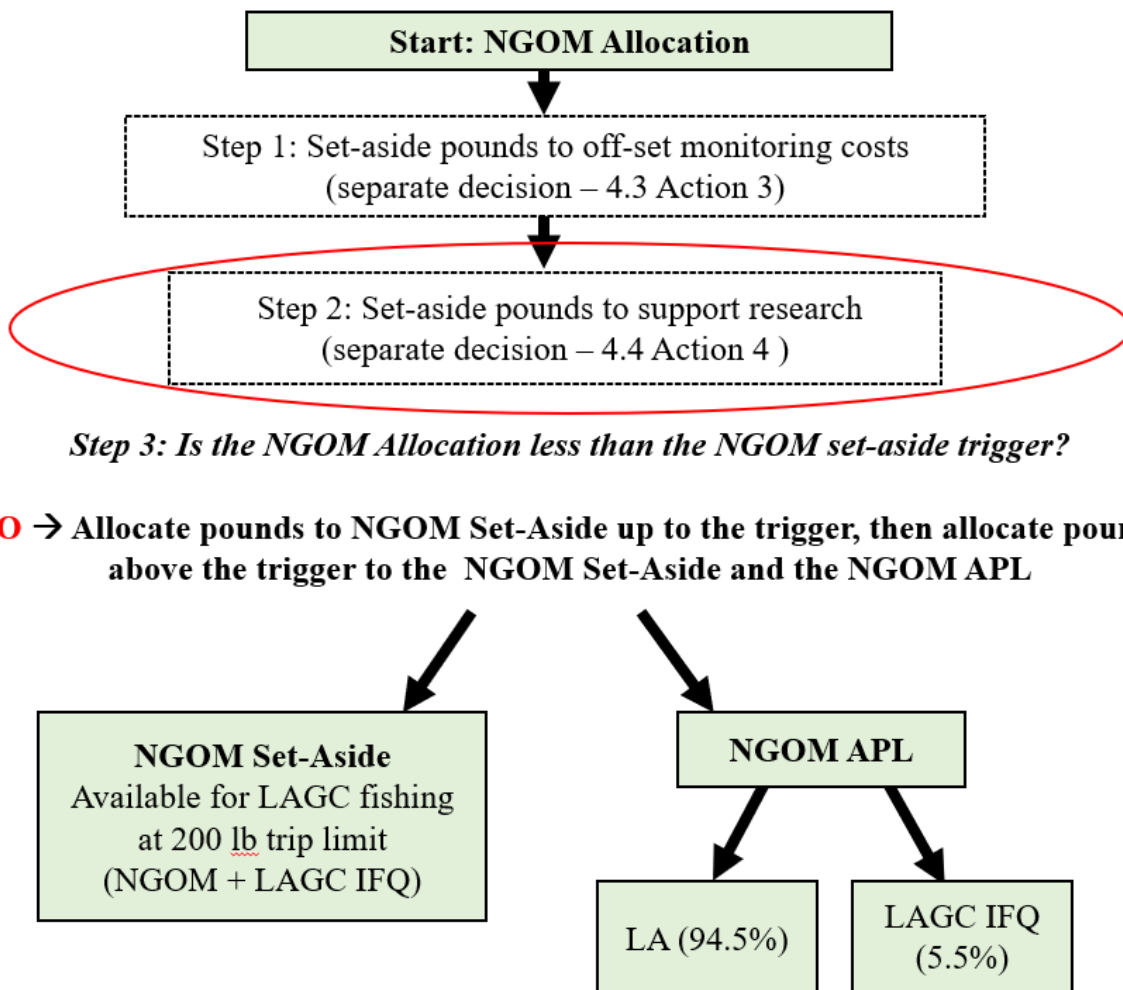 Start: NGOM Allocation
Step 1: Set-aside pounds to off-set monitoring costs
(separate decision – 4.3 Action 3)
Step 2: Set-aside pounds to support research
(separate decision – 4.4 Action 4 )
Step 3: Is the NGOM Allocation less than the NGOM set-aside trigger?
O → Allocate pounds to NGOM Set-Aside up to the trigger, then allocate poun
above the trigger to the  NGOM Set-Aside and the NGOM APL
NGOM Set-Aside
Available for LAGC fishing
at 200 lb trip limit
(NGOM + LAGC IFQ)
NGOM APL
LA (94.5%)
LAGC IFQ
(5.5%)